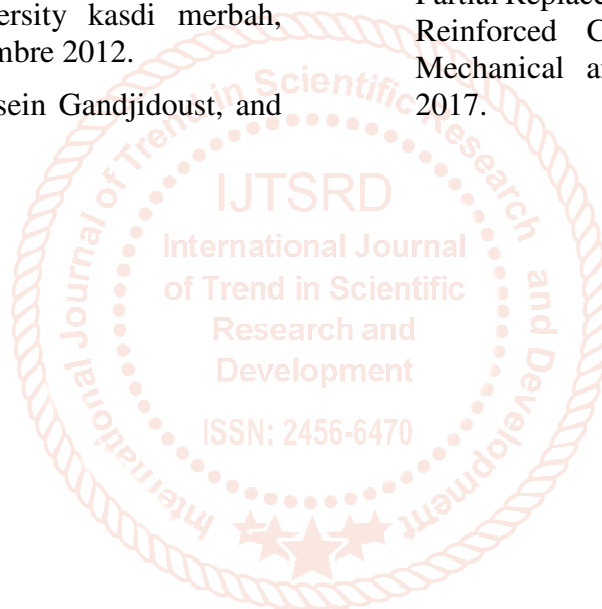 ersity kasdi merbah,
mbre 2012.
sein Gandjidoust, and
Partial Replace
Reinforced C
Mechanical a
2017.
International Journal of Trend in Scientific Research and Development
IJTSRD
International Journal
of Trend in Scientific
Research and
Development
ISSN: 2456-6470